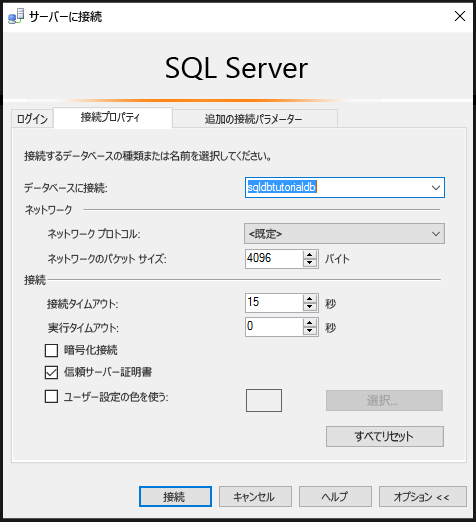 サーバーに接続
SQL Server
ログイン 接続プロパティ 追加の接続パラメーター
接続するデータベースの種類または名前を選択してください。
データベースに接続: sqldbtutorialdb
ネットワーク
ネットワーク プロトコル: <既定>
ネットワークのパケット サイズ: 4096 バイト
接続
接続タイムアウト: 15 秒
実行タイムアウト: 0 秒
暗号化接続
信頼サーバー証明書
ユーザー設定の色を使う: 選択...
すべてリセット
接続 キャンセル ヘルプ オプション <<